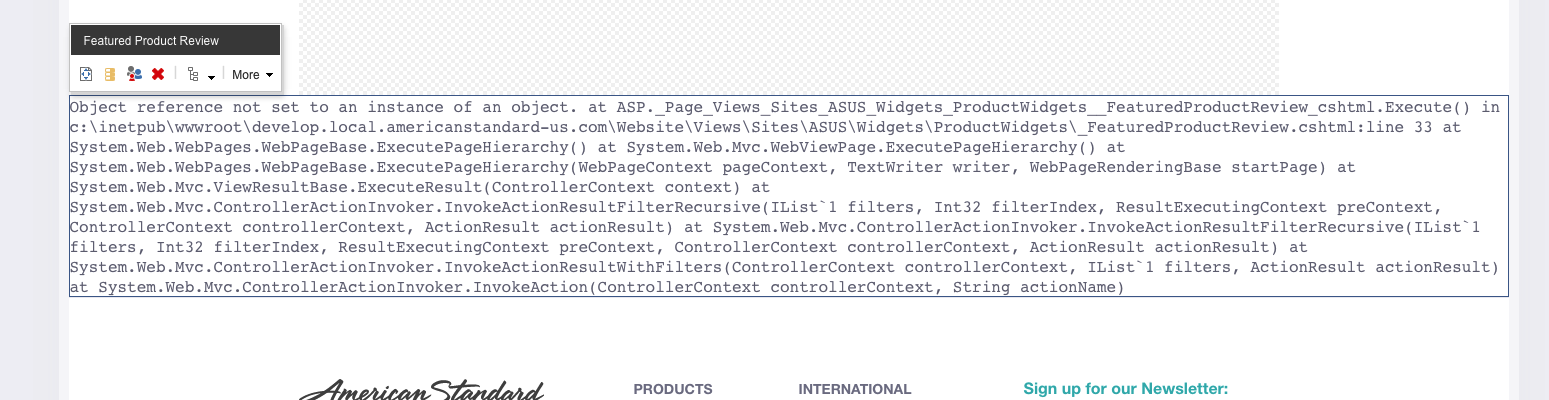 Featured Product Review
More
Object reference not set to an instance of an object. at ASP._Page_Views_Sites_ASUS_Widgets_ProductWidgets__FeaturedProductReview_cshtml.Execute() in
c:\inetpub\wwwroot\develop.local.americanstandard-us.com\Website\Views\Sites\ASUS\Widgets\ProductWidgets\_FeaturedProductReview.cshtml:line 33 at
System.Web.WebPages.WebPageBase.ExecutePageHierarchy() at System.Web.Mvc.WebViewPage.ExecutePageHierarchy() at
System.Web.WebPages.WebPageBase.ExecutePageHierarchy(WebPageContext pageContext, TextWriter writer, WebPageRenderingBase startPage) at
System.Web.Mvc.ViewResultBase.ExecuteResult(ControllerContext context) at
System.Web.Mvc.ControllerActionInvoker.InvokeActionResultFilterRecursive(IList`1 filters, Int32 filterIndex, ResultExecutingContext preContext,
ControllerContext controllerContext, ActionResult actionResult) at System.Web.Mvc.ControllerActionInvoker.InvokeActionResultFilterRecursive(IList`1
filters, Int32 filterIndex, ResultExecutingContext preContext, ControllerContext controllerContext, ActionResult actionResult) at
System.Web.Mvc.ControllerActionInvoker.InvokeActionResultWithFilters(ControllerContext controllerContext, IList`1 filters, ActionResult actionResult)
at System.Web.Mvc.ControllerActionInvoker.InvokeAction(ControllerContext controllerContext, String actionName)
American Standard
PRODUCTS
INTERNATIONAL
Sign up for our Newsletter: